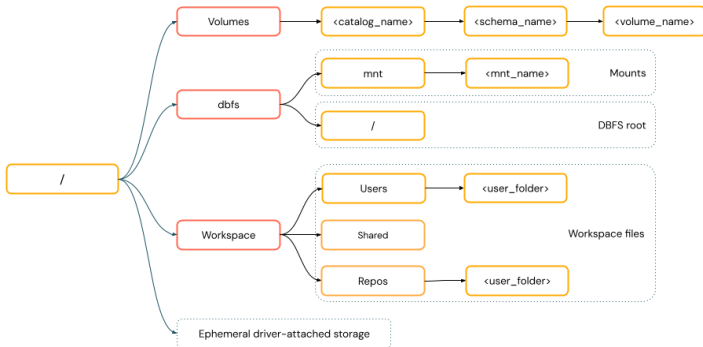 Volumes
<catalog_name>
<schema_name>
<volume_name>
mnt
<mnt_name>
Mounts
dbfs
/
DBFS root
/
Users
<user_folder>
Workspace
Shared
Workspace files
Repos
<user_folder>
Ephemeral driver-attached storage